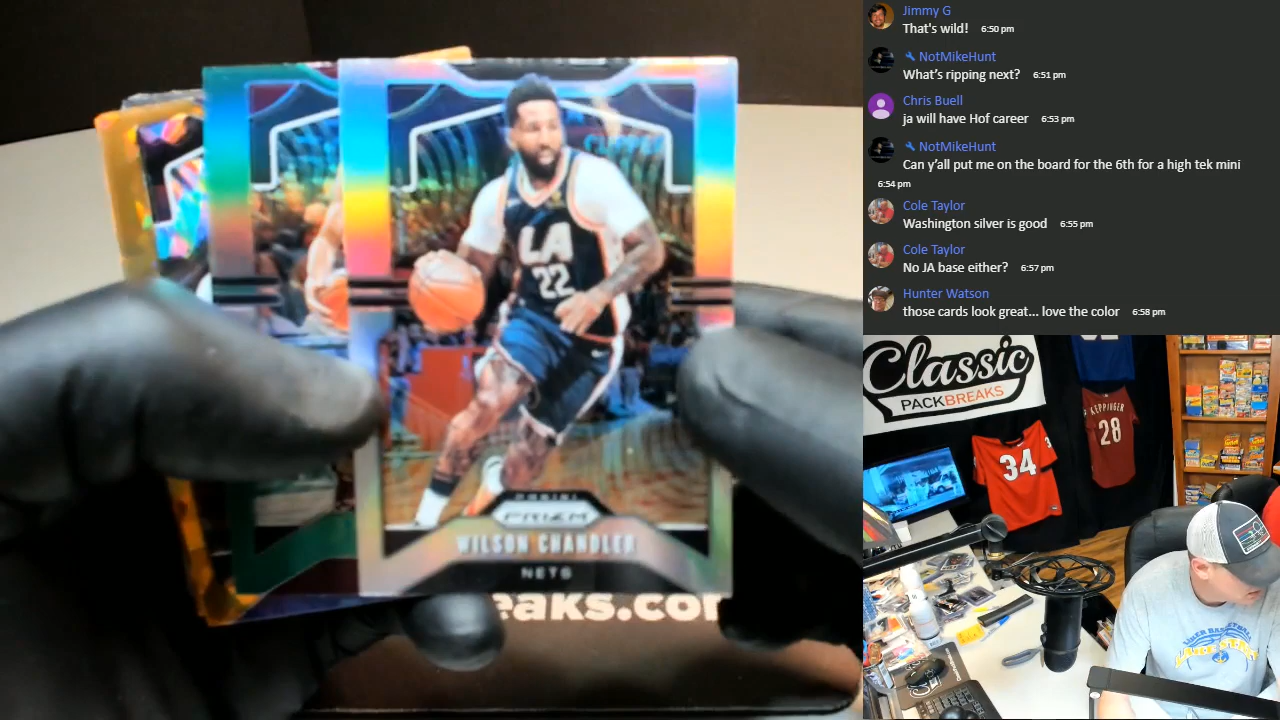 Jimmy G
That's wild! 6:50 pm
NotMikeHunt
What's ripping next? 6:51 pm
Chris Buell
ja will have Hof career 6:53 pm
NotMikeHunt
Can y'all put me on the board for the 6th for a high tek mini
6:54 pm
Cole Taylor
Washington silver is good 6:55 pm
Cole Taylor
No JA base either? 6:57 pm
Hunter Watson
those cards look great... love the color 6:58 pm
LA
22
PANINI
PRIZM
WILSON CHANDLER
NETS
eaks.co
Classic
PACKBREAKS
KEPPINGER
28
34